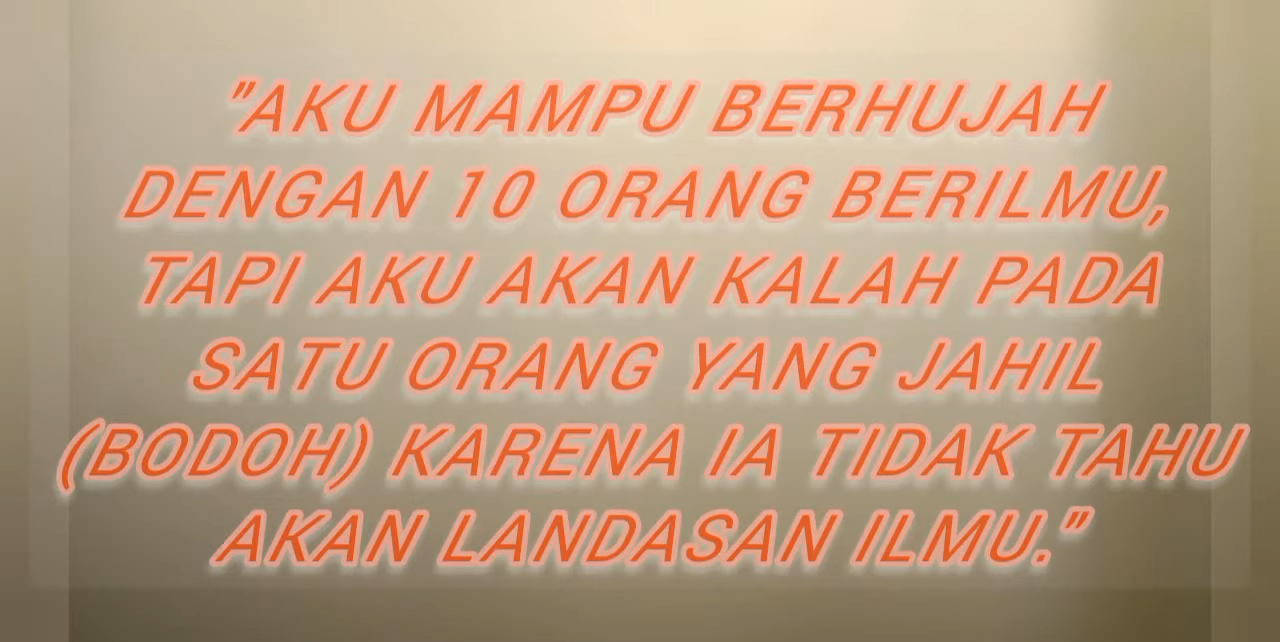 "AKU MAMPU BERHUJAH
DENGAN 10 ORANG BERILMU,
TAPI AKU AKAN KALAH PADA
SATU ORANG YANG JAHIL
(BODOH) KARENA IA TIDAK TAHU
AKAN LANDASAN ILMU."